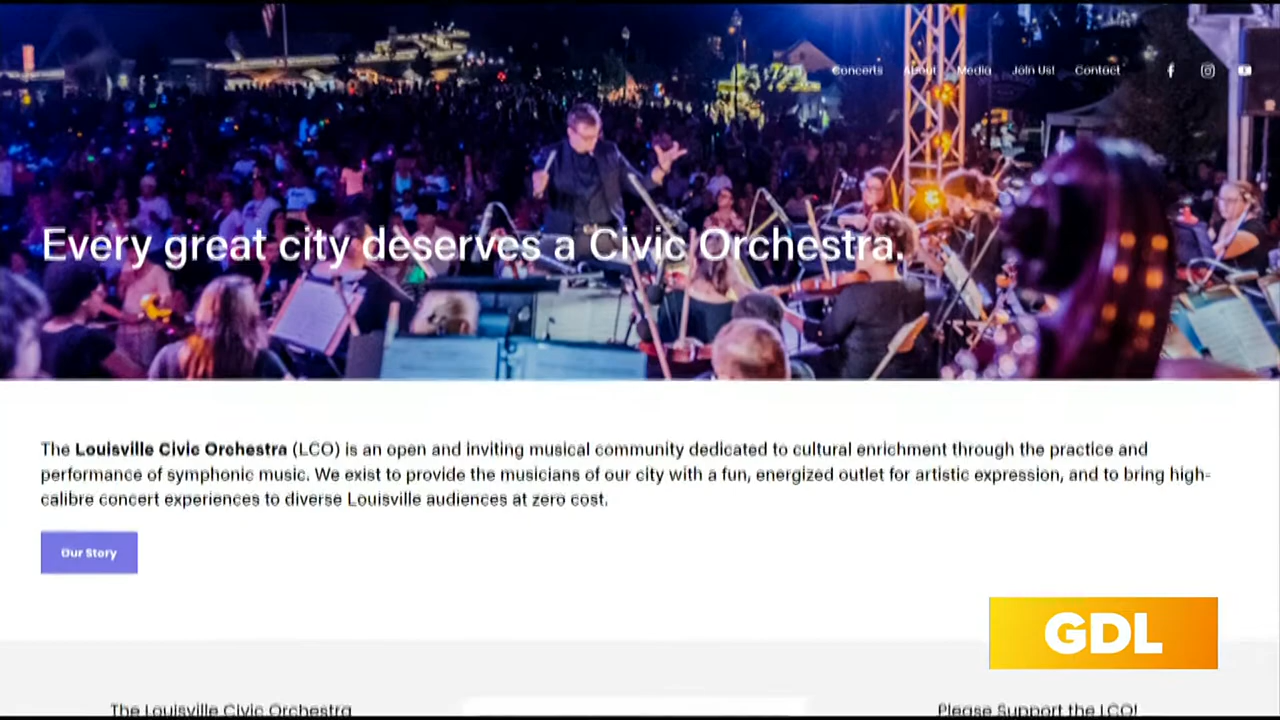 Concerts About Media Join Us! Contact
Every great city deserves a Civic Orchestra.
The Louisville Civic Orchestra (LCO) is an open and inviting musical community dedicated to cultural enrichment through the practice and
performance of symphonic music. We exist to provide the musicians of our city with a fun, energized outlet for artistic expression, and to bring high-
calibre concert experiences to diverse Louisville audiences at zero cost.
Our Story
GDL
The Louisville Civic Orchestra
Please Support the LCO!